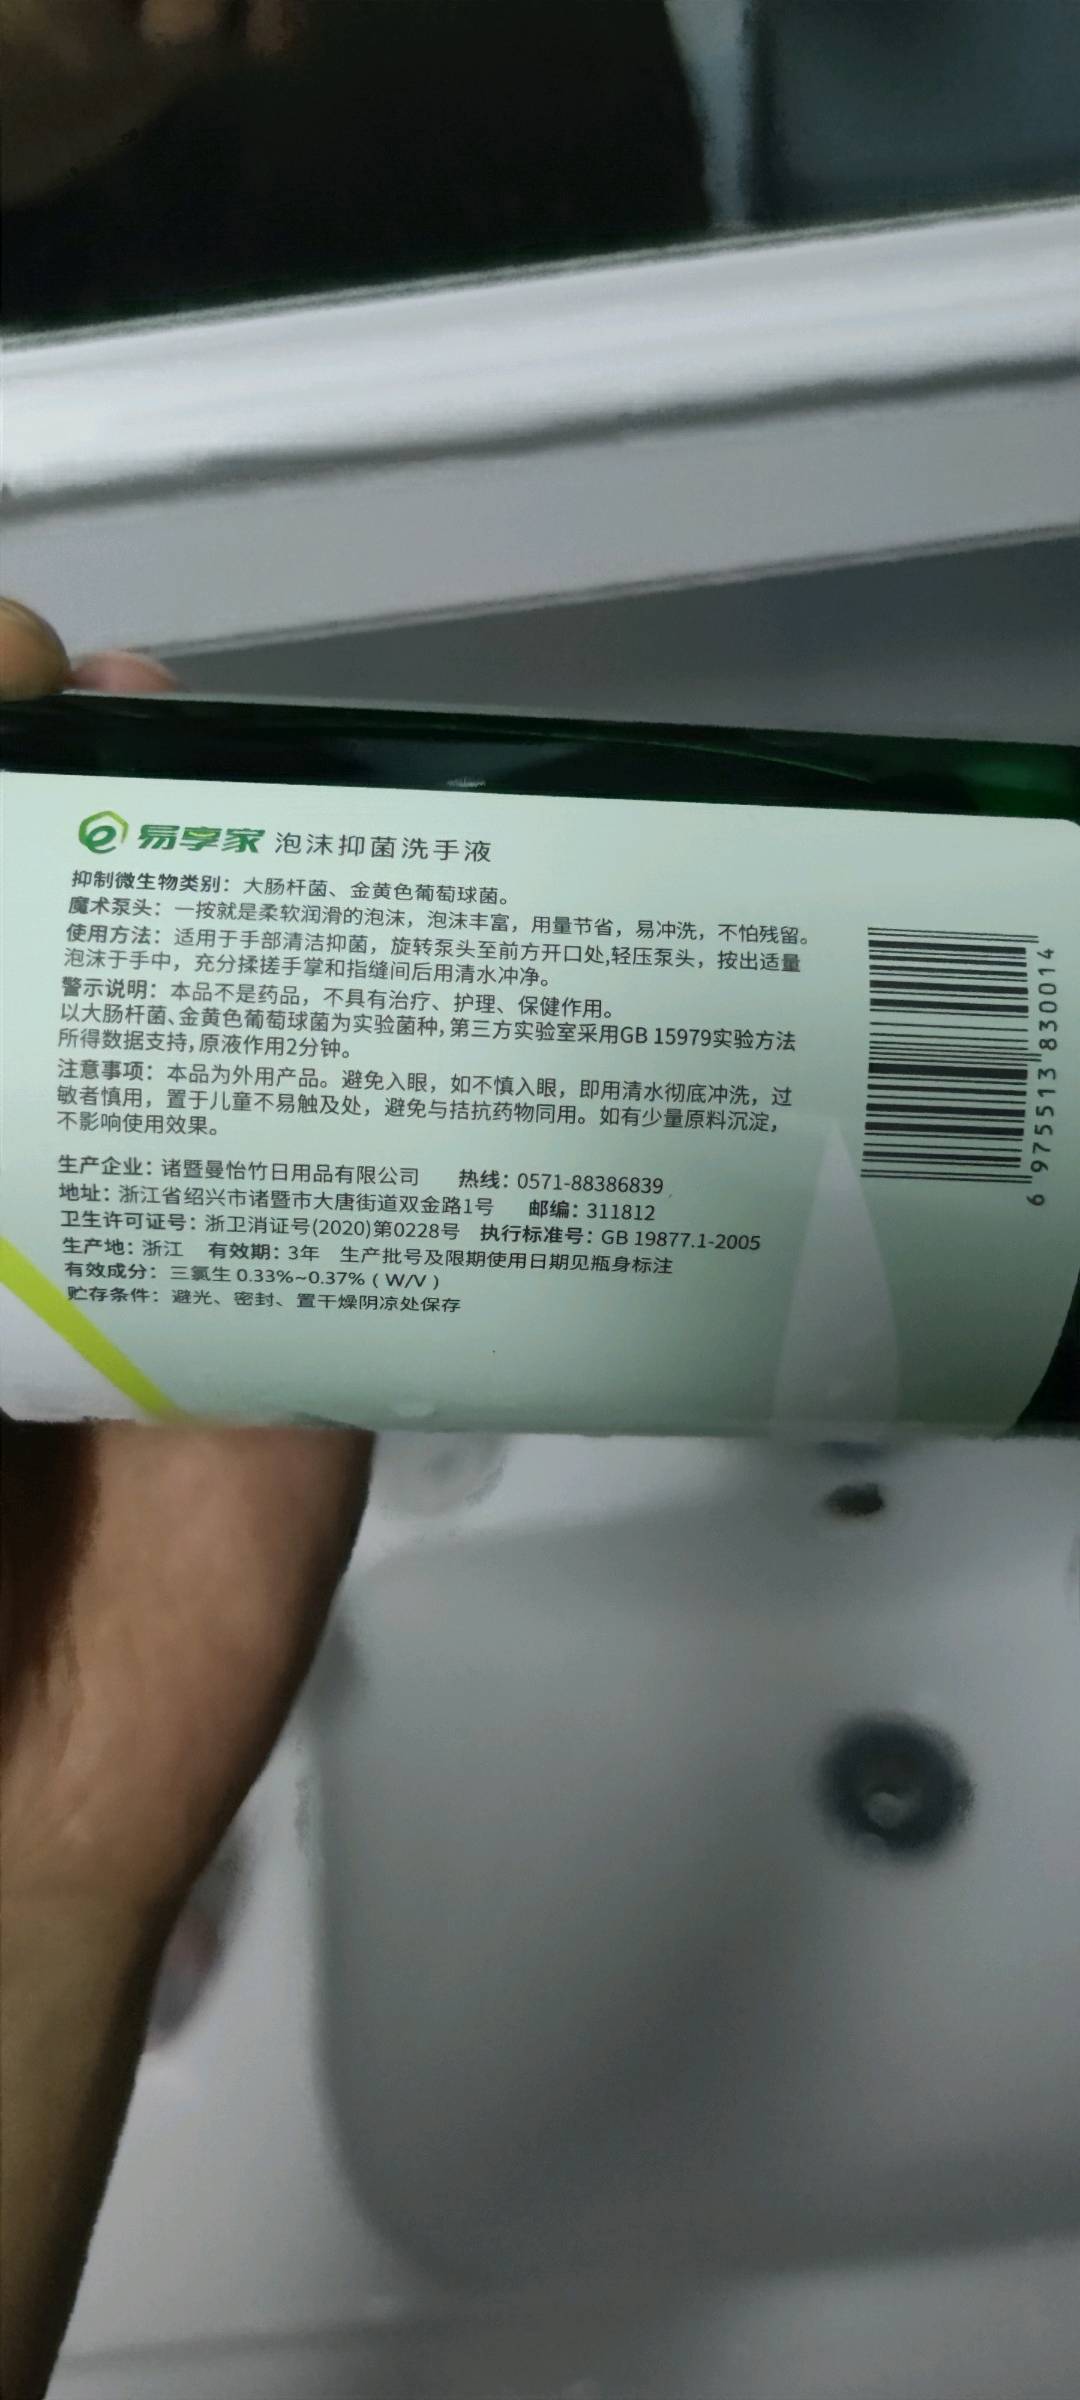 易享家 泡沫抑菌洗手液
抑制微生物类别：大肠杆菌、金黄色葡萄球菌。
魔术泵头：一按就是柔软润滑的泡沫，泡沫丰富，用量节省，易冲洗，不怕残留。
使用方法：适用于手部清洁抑菌，旋转泵头至前方开口处,轻压泵头，按出适量
泡沫于手中，充分揉搓手掌和指缝间后用清水冲净。
警示说明：本品不是药品，不具有治疗、护理、保健作用。
以大肠杆菌、金黄色葡萄球菌为实验菌种，第三方实验室采用GB 15979实验方法
所得数据支持，原液作用2分钟。
注意事项：本品为外用产品。避免入眼，如不慎入眼，即用清水彻底冲洗，过
敏者慎用，置于儿童不易触及处，避免与拮抗药物同用。如有少量原料沉淀，
不影响使用效果。
生产企业：诸暨曼怡竹日用品有限公司 热线：0571-88386839
地址：浙江省绍兴市诸暨市大唐街道双金路1号 邮编：311812
卫生许可证号：浙卫消证号(2020)第0228号 执行标准号：GB 19877.1-2005
生产地：浙江 有效期：3年 生产批号及限期使用日期见瓶身标注
有效成分：三氯生 0.33%~0.37%（W/V）
贮存条件：避光、密封、置干燥阴凉处保存
6 975513 830014